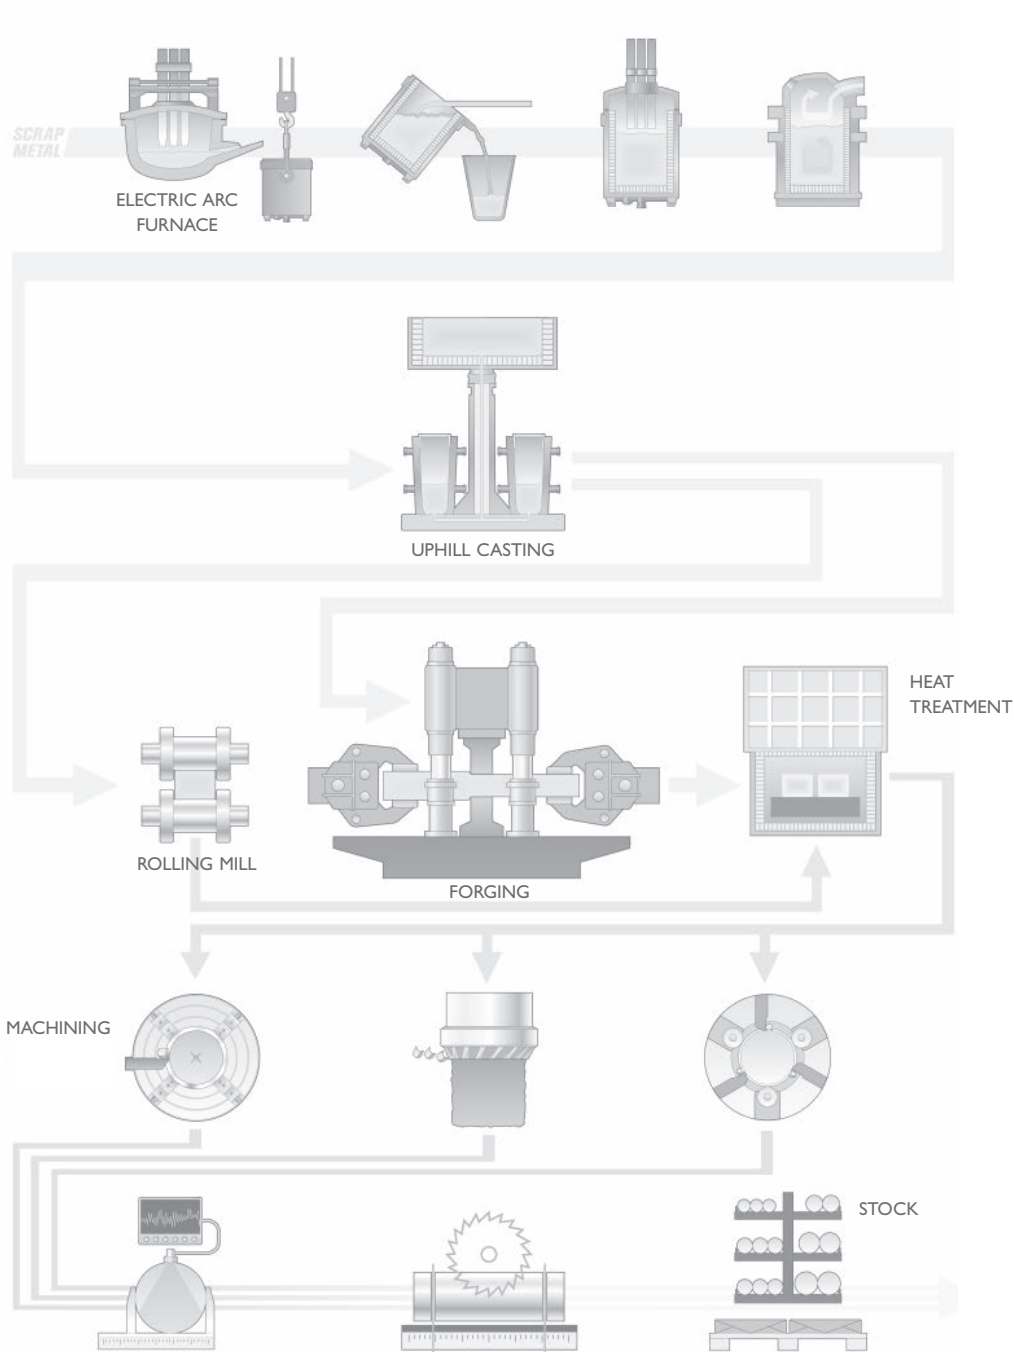 SCRAP
METAL
ELECTRIC ARC
FURNACE
UPHILL CASTING
HEAT
TREATMENT
ROLLING MILL
FORGING
MACHINING
STOCK